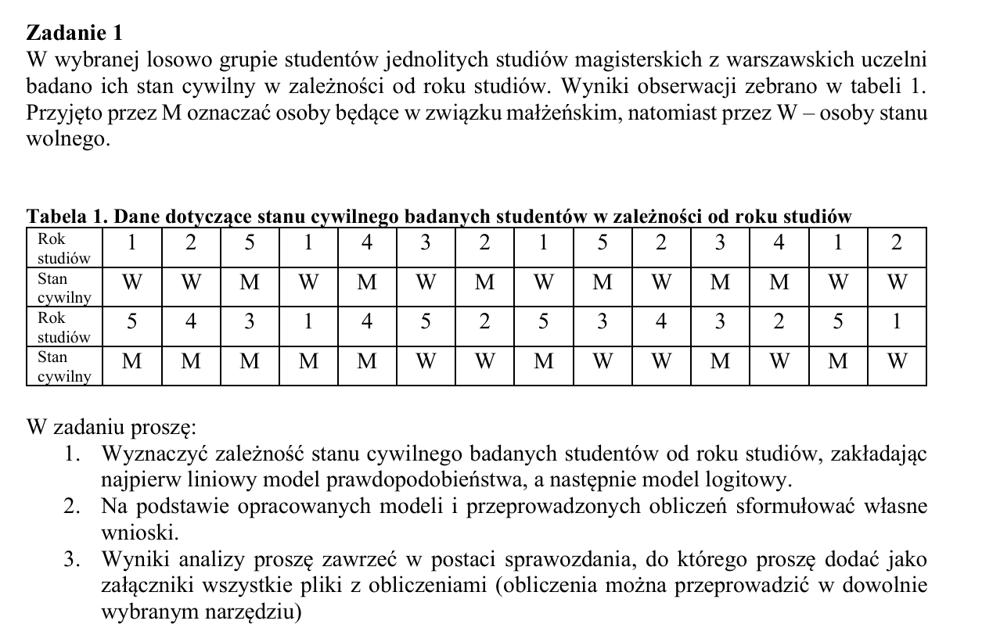 Zadanie 1
W wybranej losowo grupie studentów jednolitych studiów magisterskich z warszawskich uczelni
badano ich stan cywilny w zależności od roku studiów. Wyniki obserwacji zebrano w tabeli 1.
Przyjęto przez M oznaczać osoby będące w związku małżeńskim, natomiast przez W – osoby stanu
wolnego.
Tabela 1. Dane dotyczące stanu cywilnego badanych studentów w zależności od roku studiów
Rok studiów 1 2 5 1 4 3 2 1 5 2 3 4 1 2
Stan cywilny W W M W M W M W M W M M W W
Rok studiów 5 4 3 1 4 5 2 5 3 4 3 2 5 1
Stan cywilny M M M M M W W M W W M W M W
W zadaniu proszę:
1. Wyznaczyć zależność stanu cywilnego badanych studentów od roku studiów, zakładając
najpierw liniowy model prawdopodobieństwa, a następnie model logitowy.
2. Na podstawie opracowanych modeli i przeprowadzonych obliczeń sformułować własne
wnioski.
3. Wyniki analizy proszę zawrzeć w postaci sprawozdania, do którego proszę dodać jako
załączniki wszystkie pliki z obliczeniami (obliczenia można przeprowadzić w dowolnie
wybranym narzędziu)